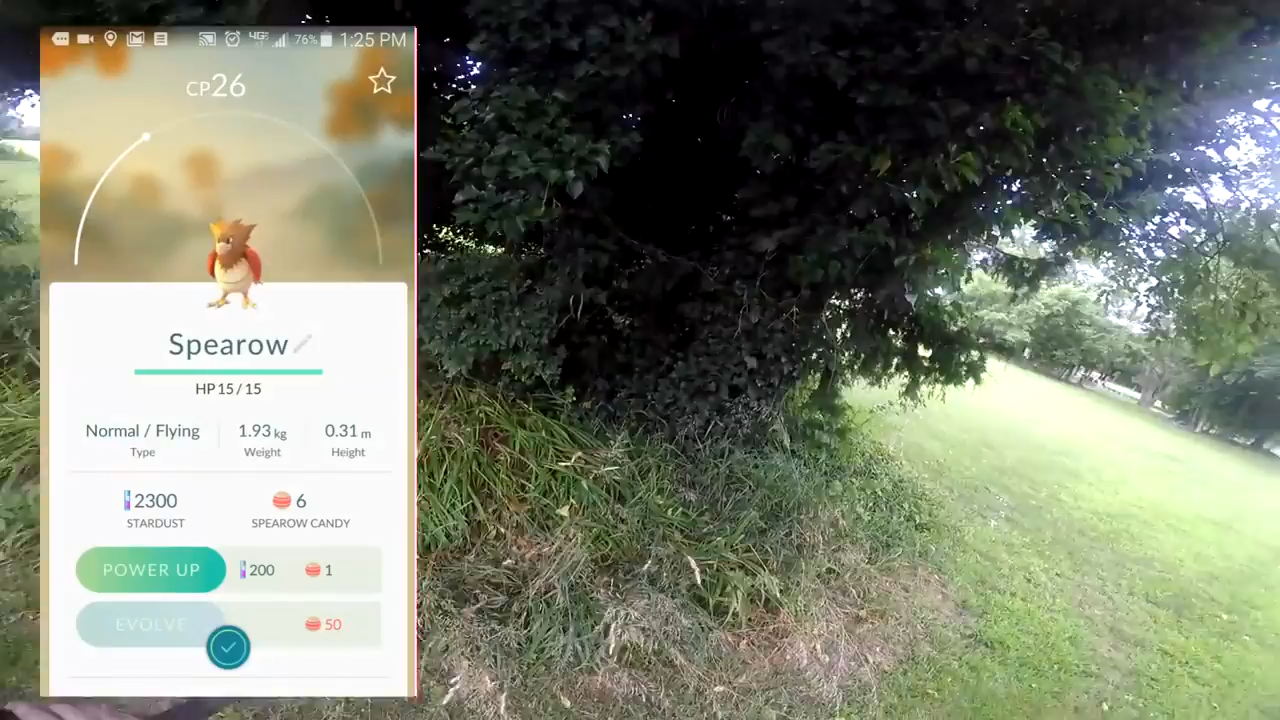 4G 76% 1:25 PM
CP26
Spearow
HP 15 / 15
Normal / Flying 1.93 kg 0.31 m
Type Weight Height
2300 6
STARDUST SPEAROW CANDY
POWER UP 200 1
EVOLVE 50